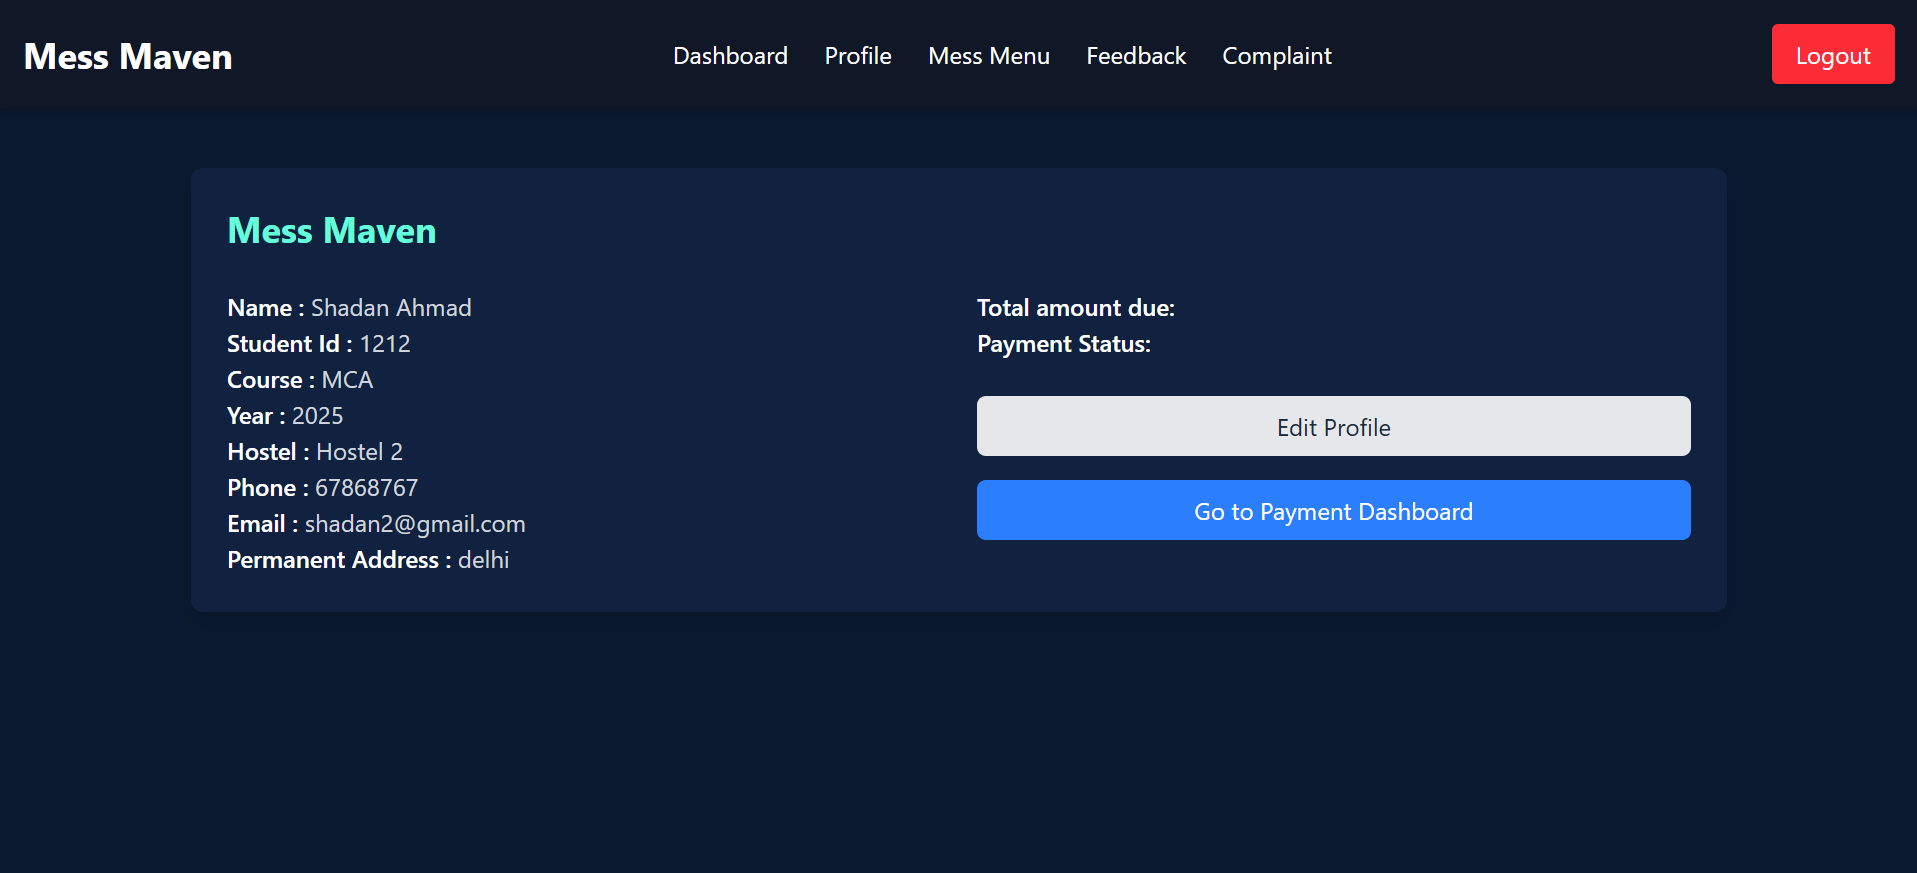 Mess Maven
Dashboard Profile Mess Menu Feedback Complaint
Logout
Mess Maven
Name : Shadan Ahmad
Student Id : 1212
Course : MCA
Year : 2025
Hostel : Hostel 2
Phone : 67868767
Email : shadan2@gmail.com
Permanent Address : delhi
Total amount due:
Payment Status:
Edit Profile
Go to Payment Dashboard